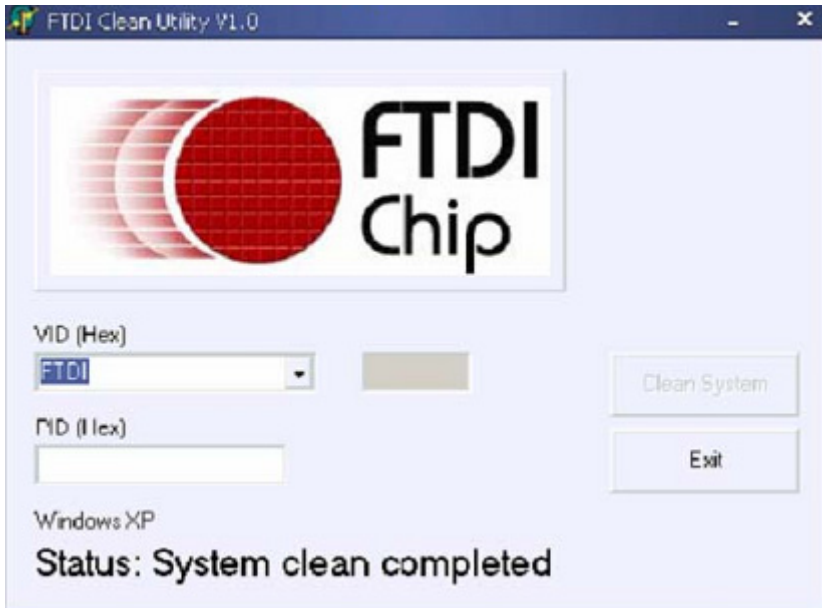 FTDI Clean Utility V1.0
FTDI
Chip
VID (Hex)
FTDI
Clean System
PID (Hex)
Exit
Windows XP
Status: System clean completed